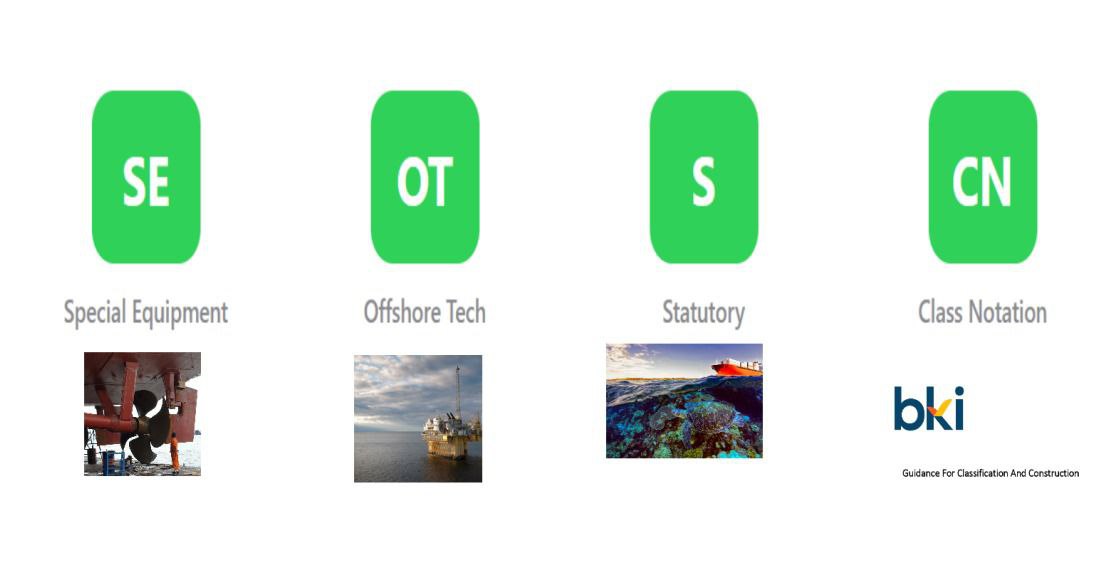 SE
OT
S
CN
Special Equipment
Offshore Tech
Statutory
Class Notation
bki
Guidance For Classification And Construction